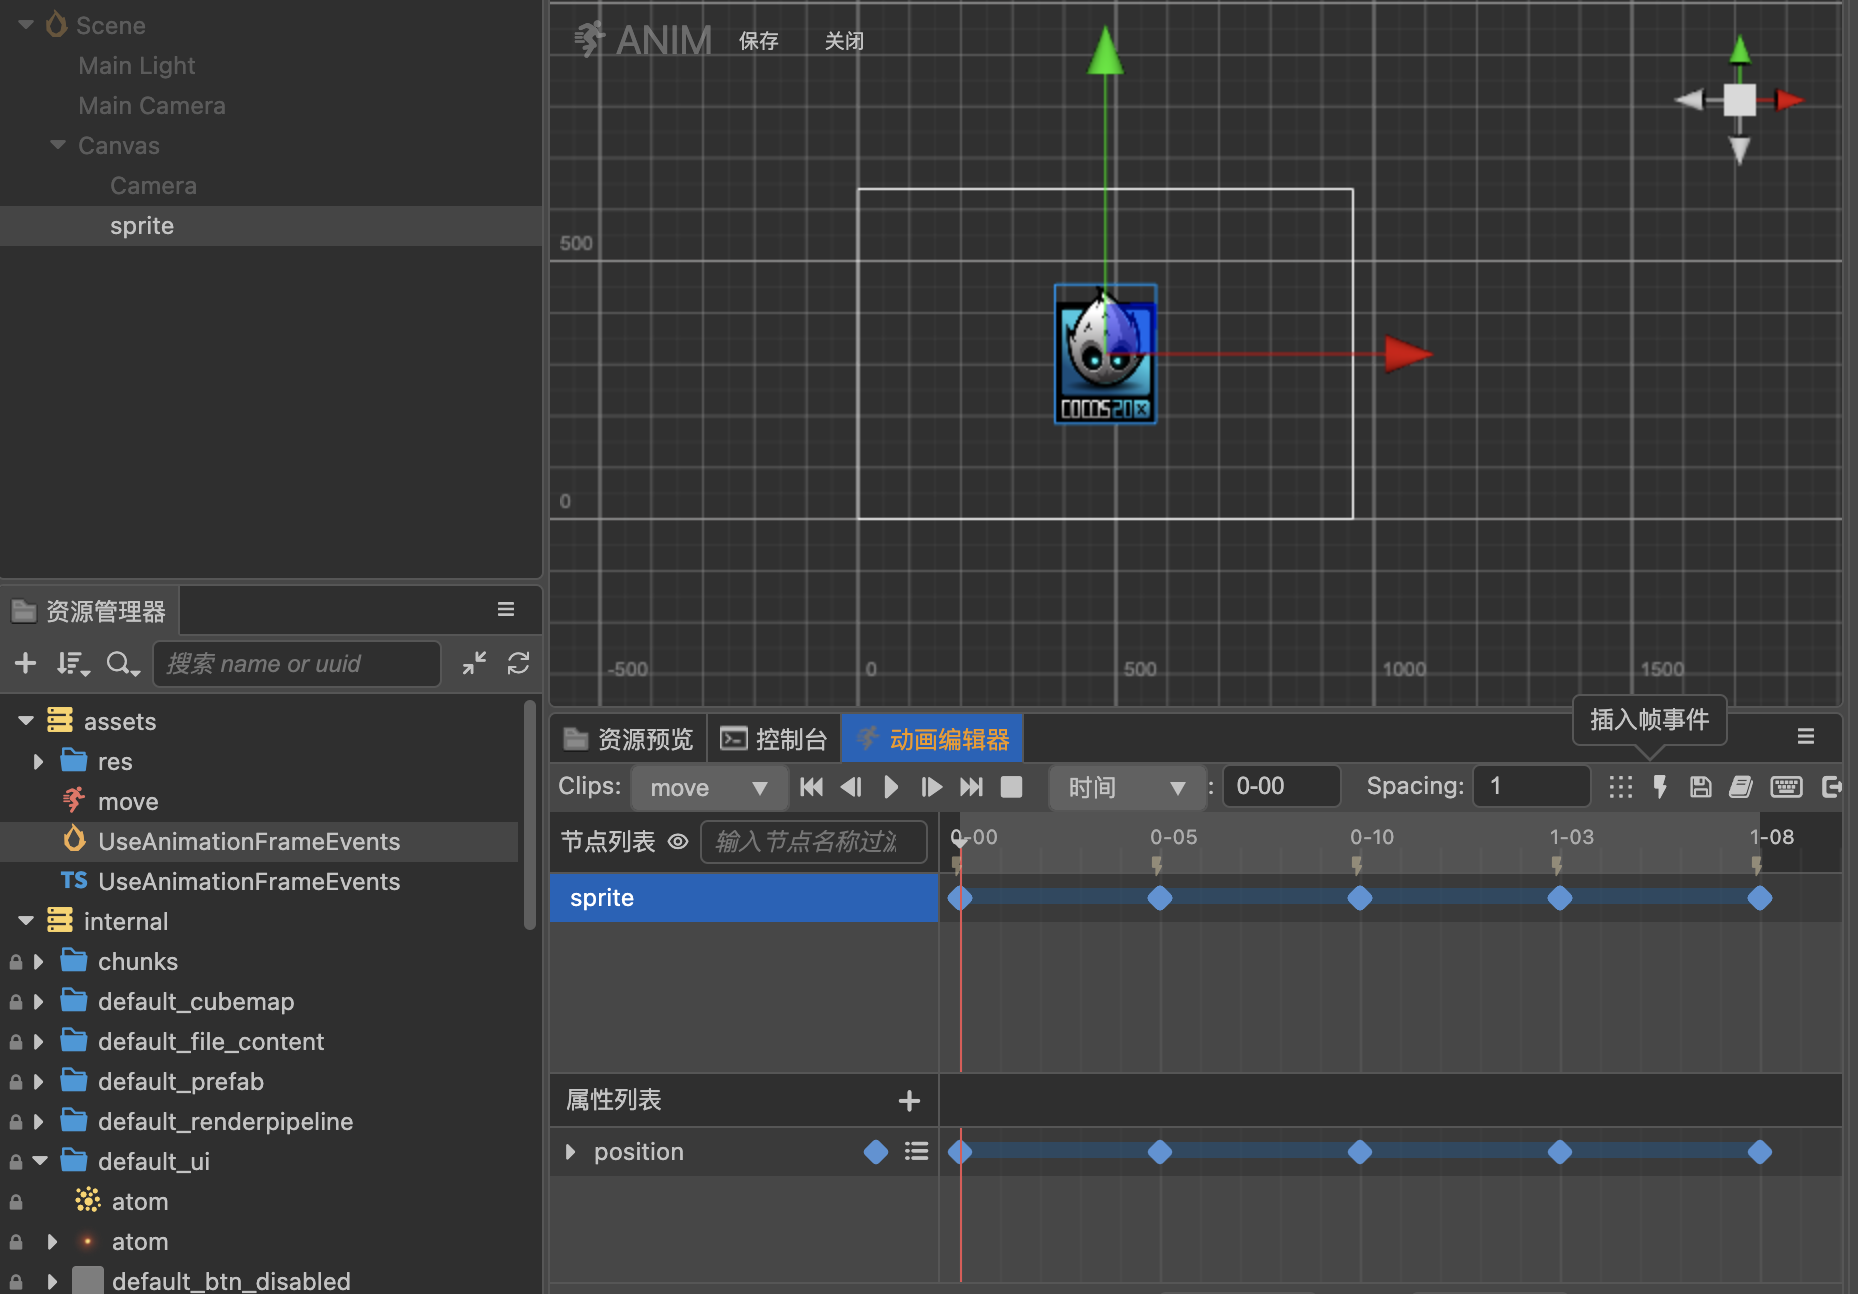 Scene
Main Light
Main Camera
Canvas
Camera
sprite
ANIM 保存 关闭
500
0
-500 0 500 1000 1500
COCOS2DX
资源管理器
搜索 name or uuid
assets
res
move
UseAnimationFrameEvents
TS UseAnimationFrameEvents
internal
chunks
default_cubemap
default_file_content
default_prefab
default_renderpipeline
default_ui
atom
atom
default_btn_disabled
插入帧事件
资源预览 控制台 动画编辑器
Clips: move 时间 : 0-00 Spacing: 1
节点列表 输入节点名称过
0-00 0-05 0-10 1-03 1-08
sprite
属性列表
position